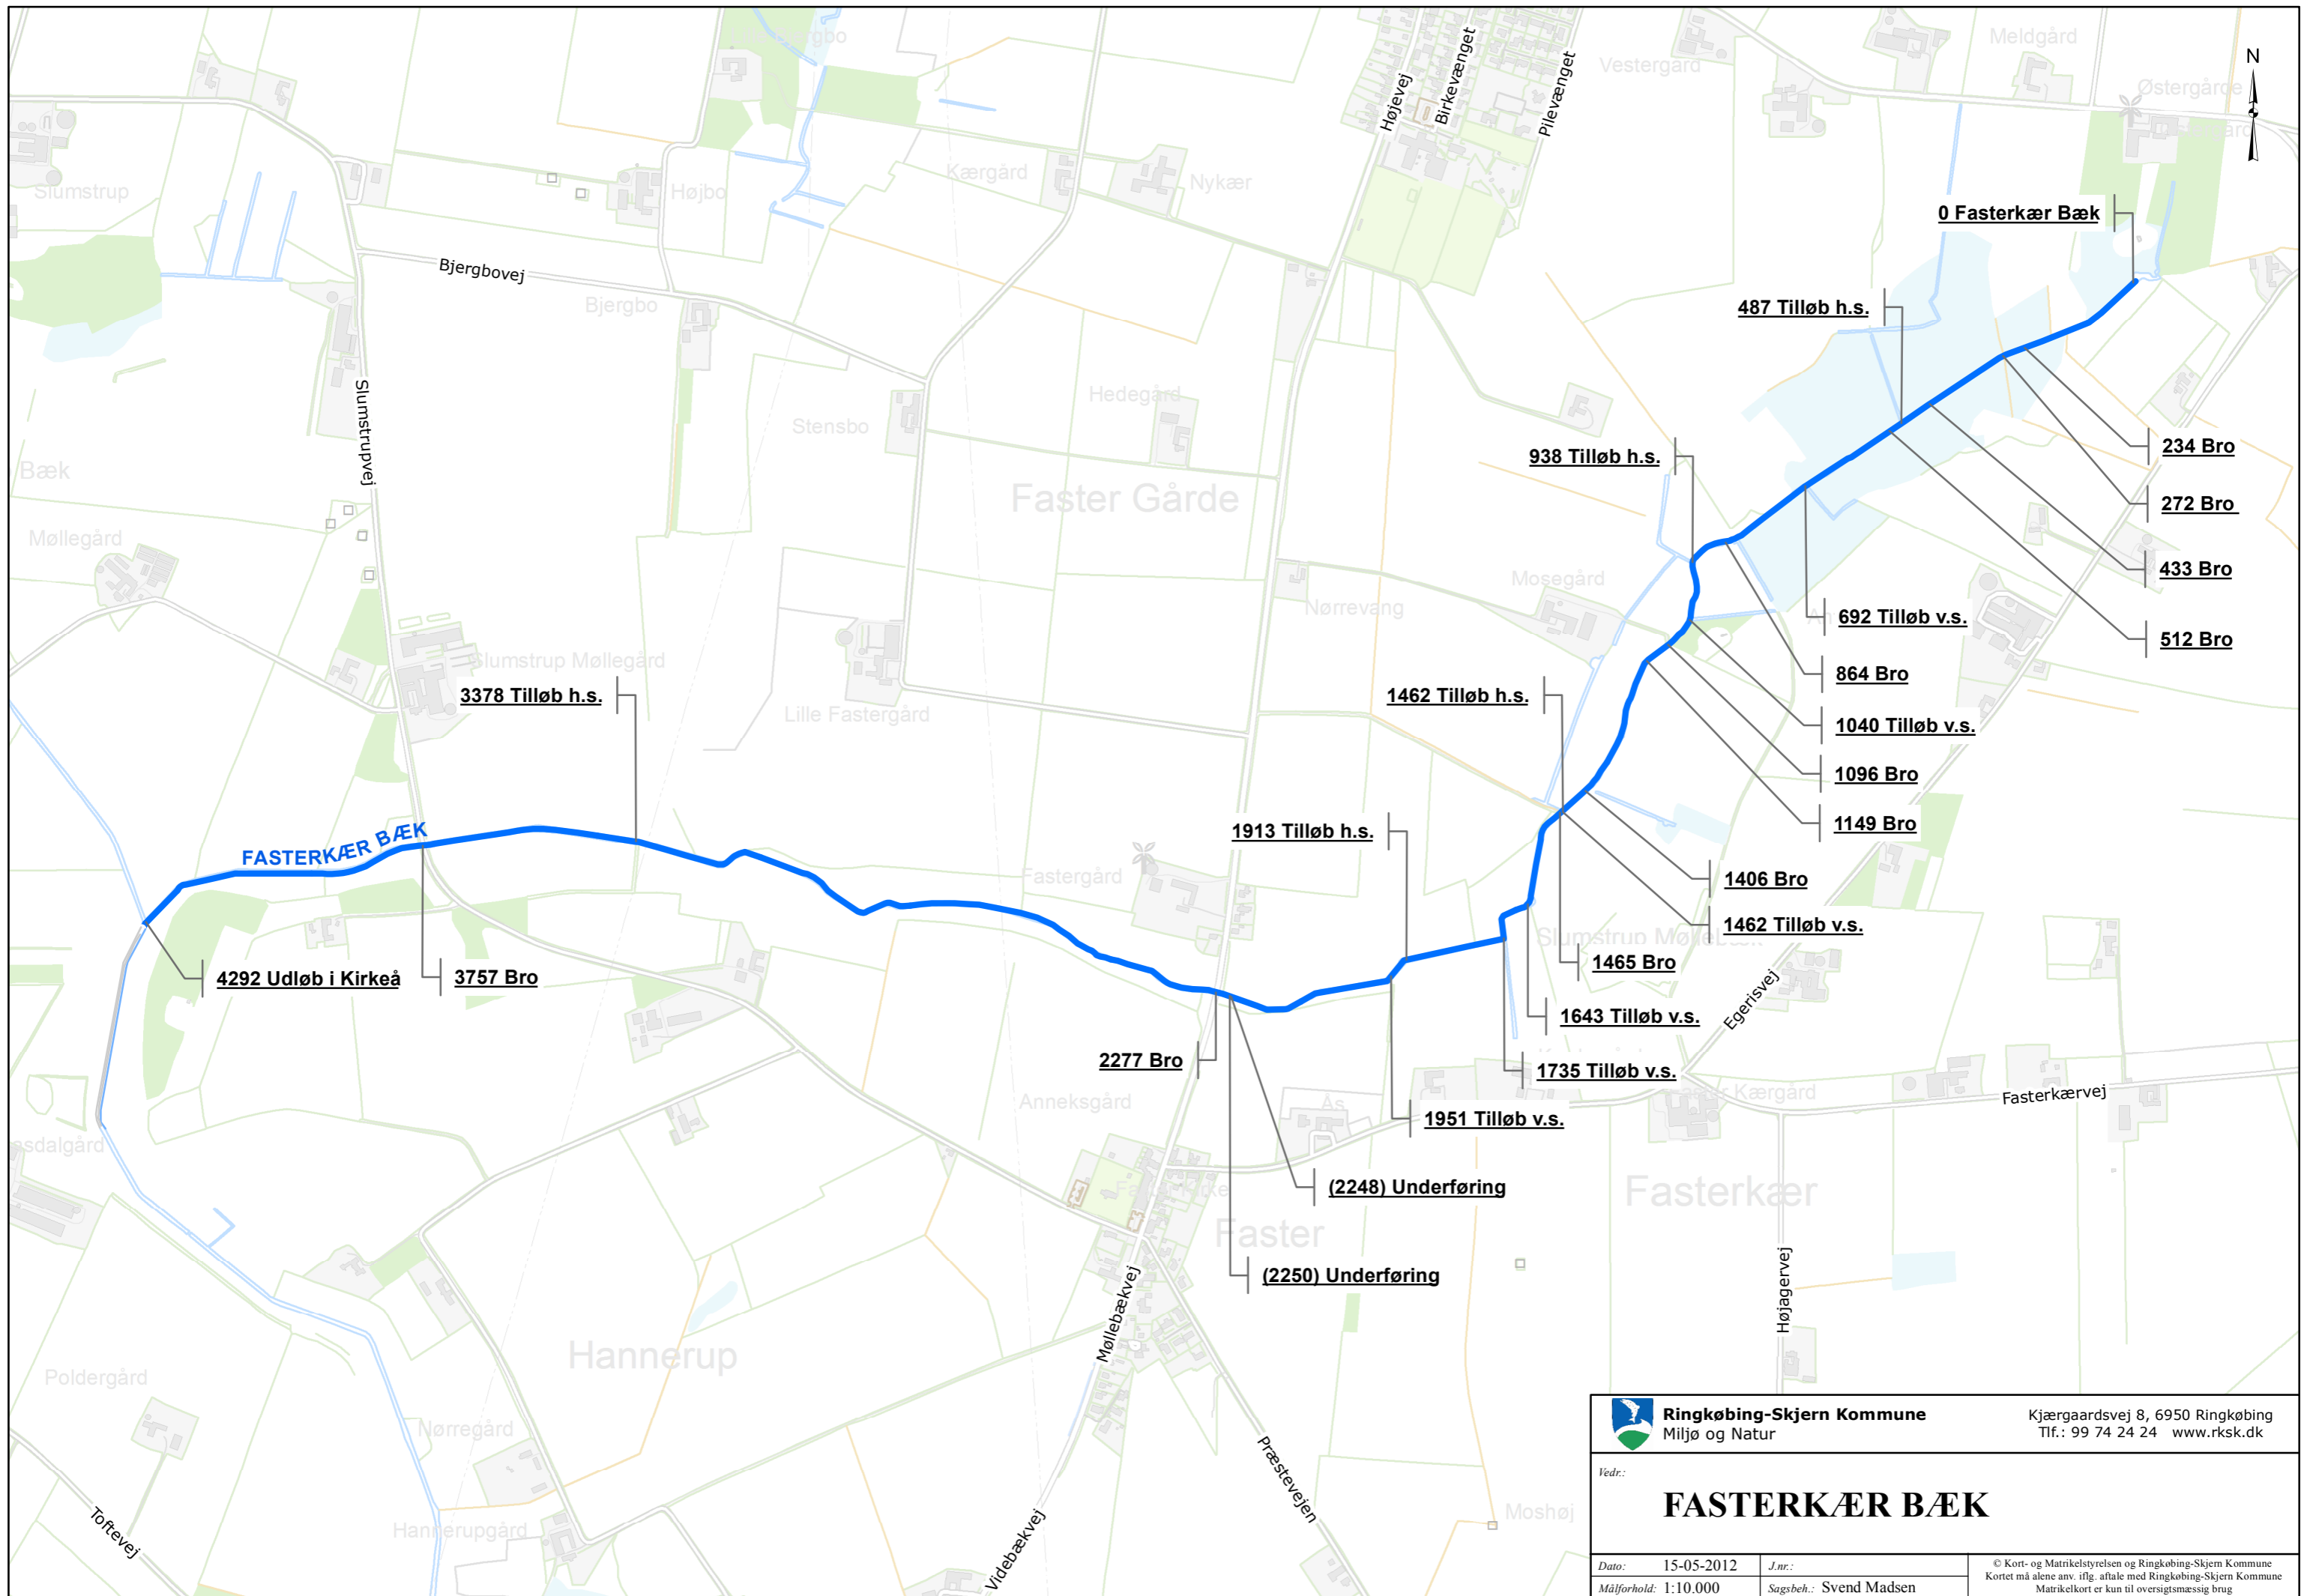 Meldgård
Vestergård
Østergårde
N
Højevej
Birkevænget
Pilevænget
Slumstrup
Højbo
Kærgård
Nykær
0 Fasterkær Bæk
Bjergbovej
Bjergbo
487 Tilløb h.s.
Slumstrupvej
Stensbo
Hedegård
938 Tilløb h.s.
234 Bro
Bæk
Faster Gårde
272 Bro
Møllegård
433 Bro
Mosegård
Nørrevang
692 Tilløb v.s.
512 Bro
Slumstrup Møllegård
864 Bro
3378 Tilløb h.s.
1462 Tilløb h.s.
Lille Fastergård
1040 Tilløb v.s.
1096 Bro
1149 Bro
FASTERKÆR BÆK
1913 Tilløb h.s.
Fastergård
1406 Bro
1462 Tilløb v.s.
Slumstrup Møllebæk
1465 Bro
4292 Udløb i Kirkeå
3757 Bro
Egerisvej
1643 Tilløb v.s.
2277 Bro
1735 Tilløb v.s.
Anneksgård
Ås
Kærgård
Fasterkærvej
1951 Tilløb v.s.
(2248) Underføring
Fasterkær
Faster
(2250) Underføring
Højagervej
Møllebækvej
Hannerup
Poldergård
Nørregård
Præstevejen
Moshøj
Toftevej
Hannerupgård
Videbækvej
Ringkøbing-Skjern Kommune
Miljø og Natur
Kjærgaardsvej 8, 6950 Ringkøbing
Tlf.: 99 74 24 24 www.rksk.dk
Vedr.:
FASTERKÆR BÆK
Dato: 15-05-2012
J.nr.:
Målforhold: 1:10.000
Sagsbeh.: Svend Madsen
© Kort- og Matrikelstyrelsen og Ringkøbing-Skjern Kommune
Kortet må alene anv. iflg. aftale med Ringkøbing-Skjern Kommune
Matrikelkort er kun til oversigtsmæssig brug